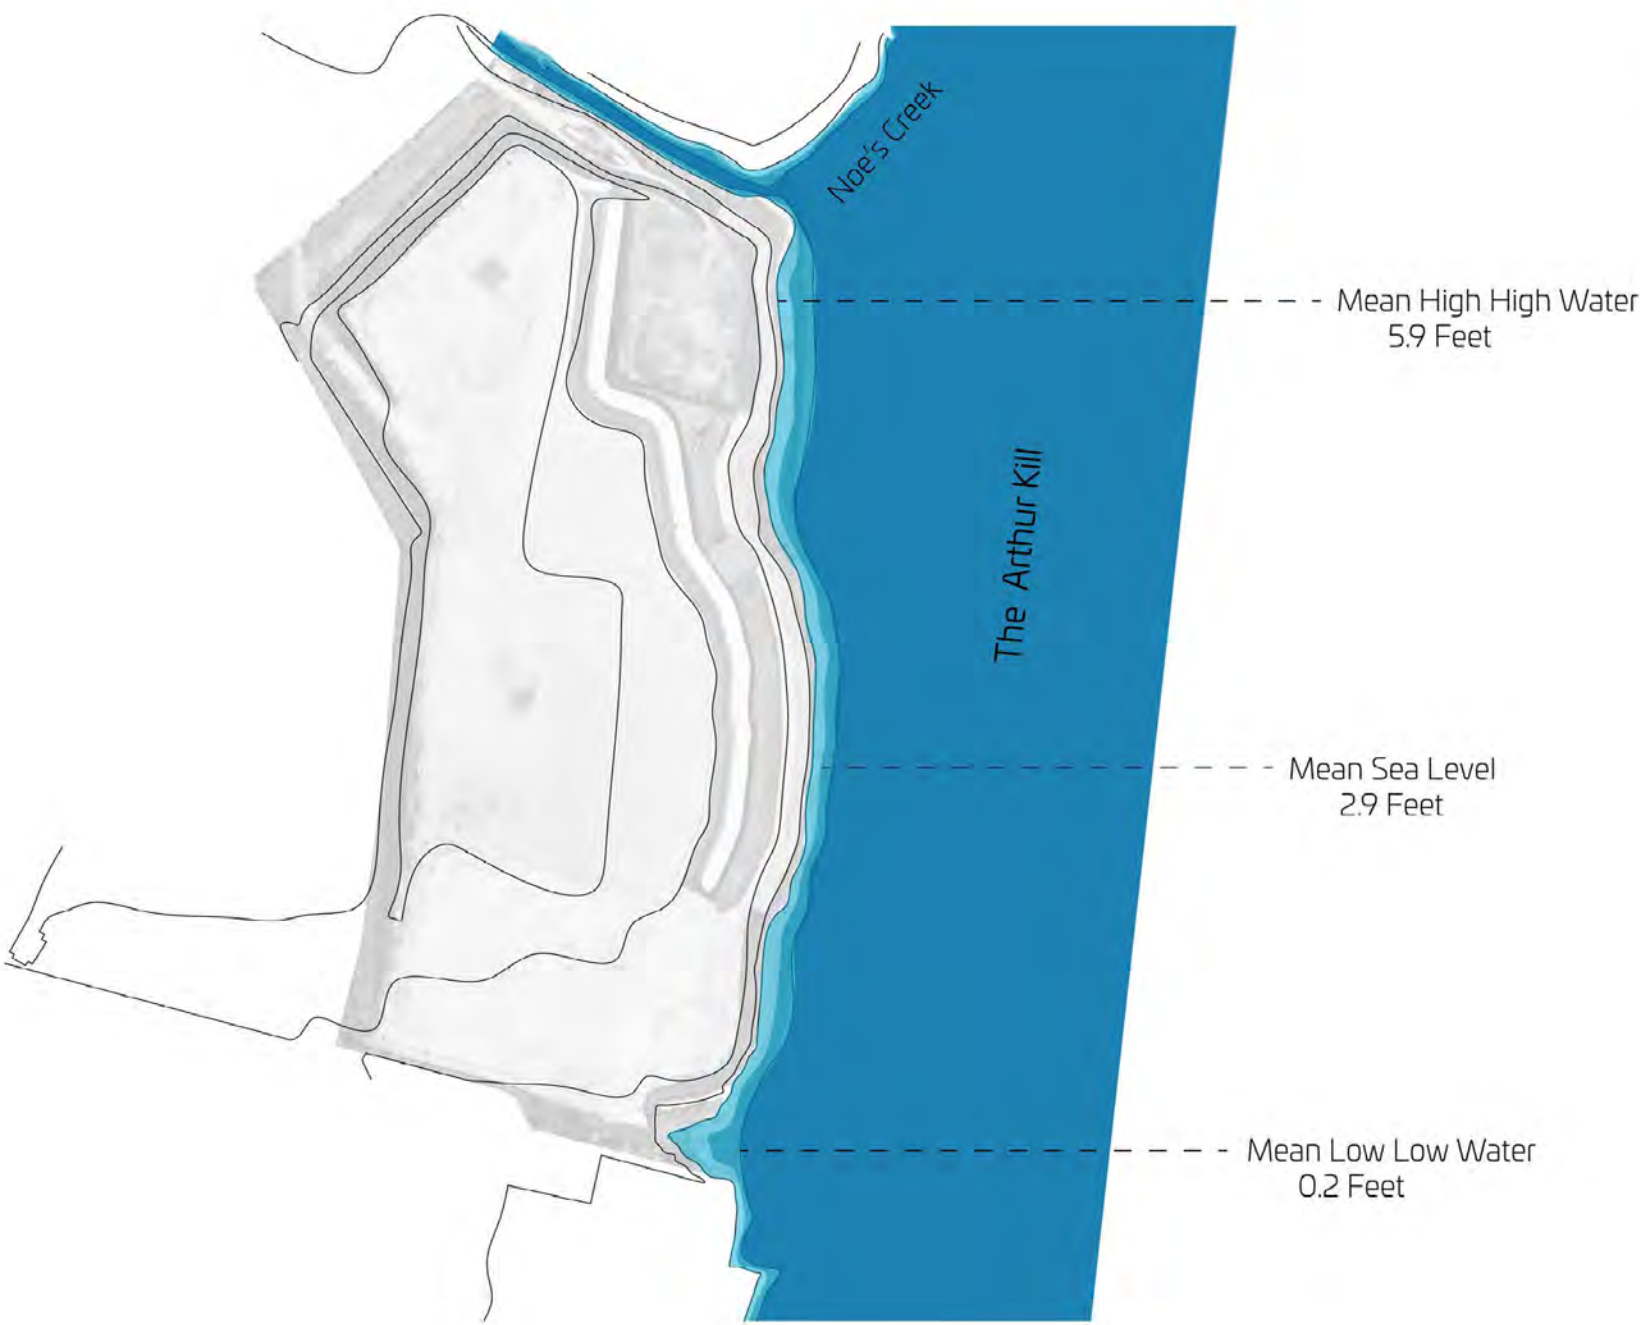 Noe's Creek
Mean High High Water
5.9 Feet
The Arthur Kill
Mean Sea Level
2.9 Feet
Mean Low Low Water
0.2 Feet